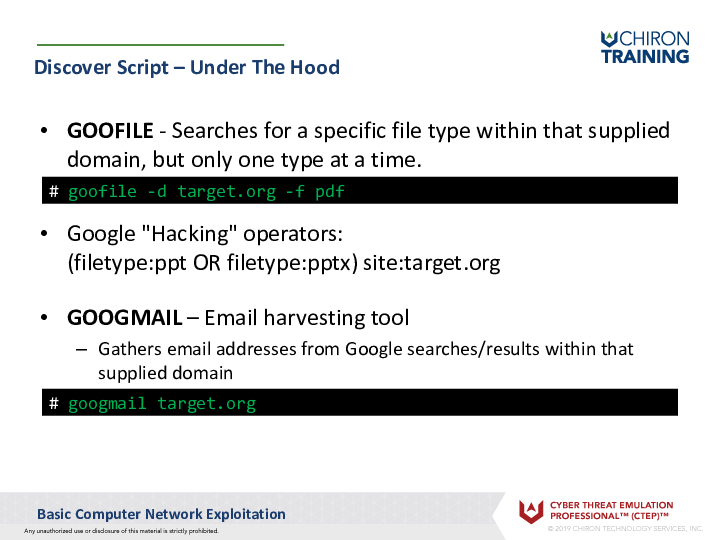 CHIRON
TRAINING
Discover Script – Under The Hood
• GOOFILE - Searches for a specific file type within that supplied
domain, but only one type at a time.
# goofile -d target.org -f pdf
• Google "Hacking" operators:
(filetype:ppt OR filetype:pptx) site:target.org
• GOOGMAIL – Email harvesting tool
– Gathers email addresses from Google searches/results within that
supplied domain
# googmail target.org
Basic Computer Network Exploitation
Any unauthorized use or disclosure of this material is strictly prohibited.
CYBER THREAT EMULATION
PROFESSIONAL™ (CTEP)™
© 2019 CHIRON TECHNOLOGY SERVICES, INC.